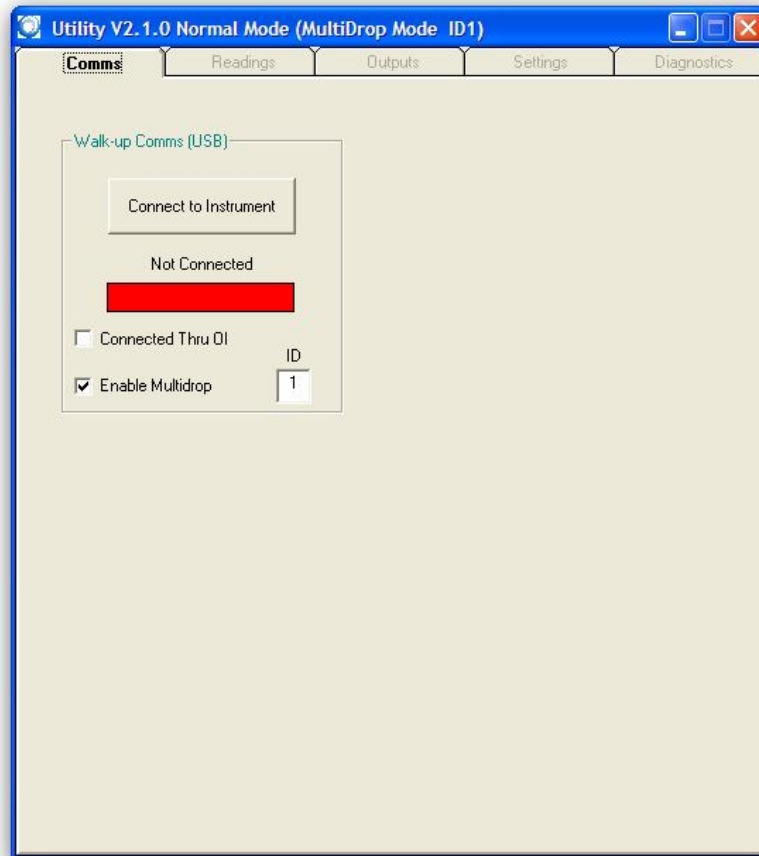 Utility V2.1.0 Normal Mode (MultiDrop Mode ID1)
Comms Readings Outputs Settings Diagnostics
Walk-up Comms (USB)
Connect to Instrument
Not Connected
Connected Thru OI
ID
Enable Multidrop 1